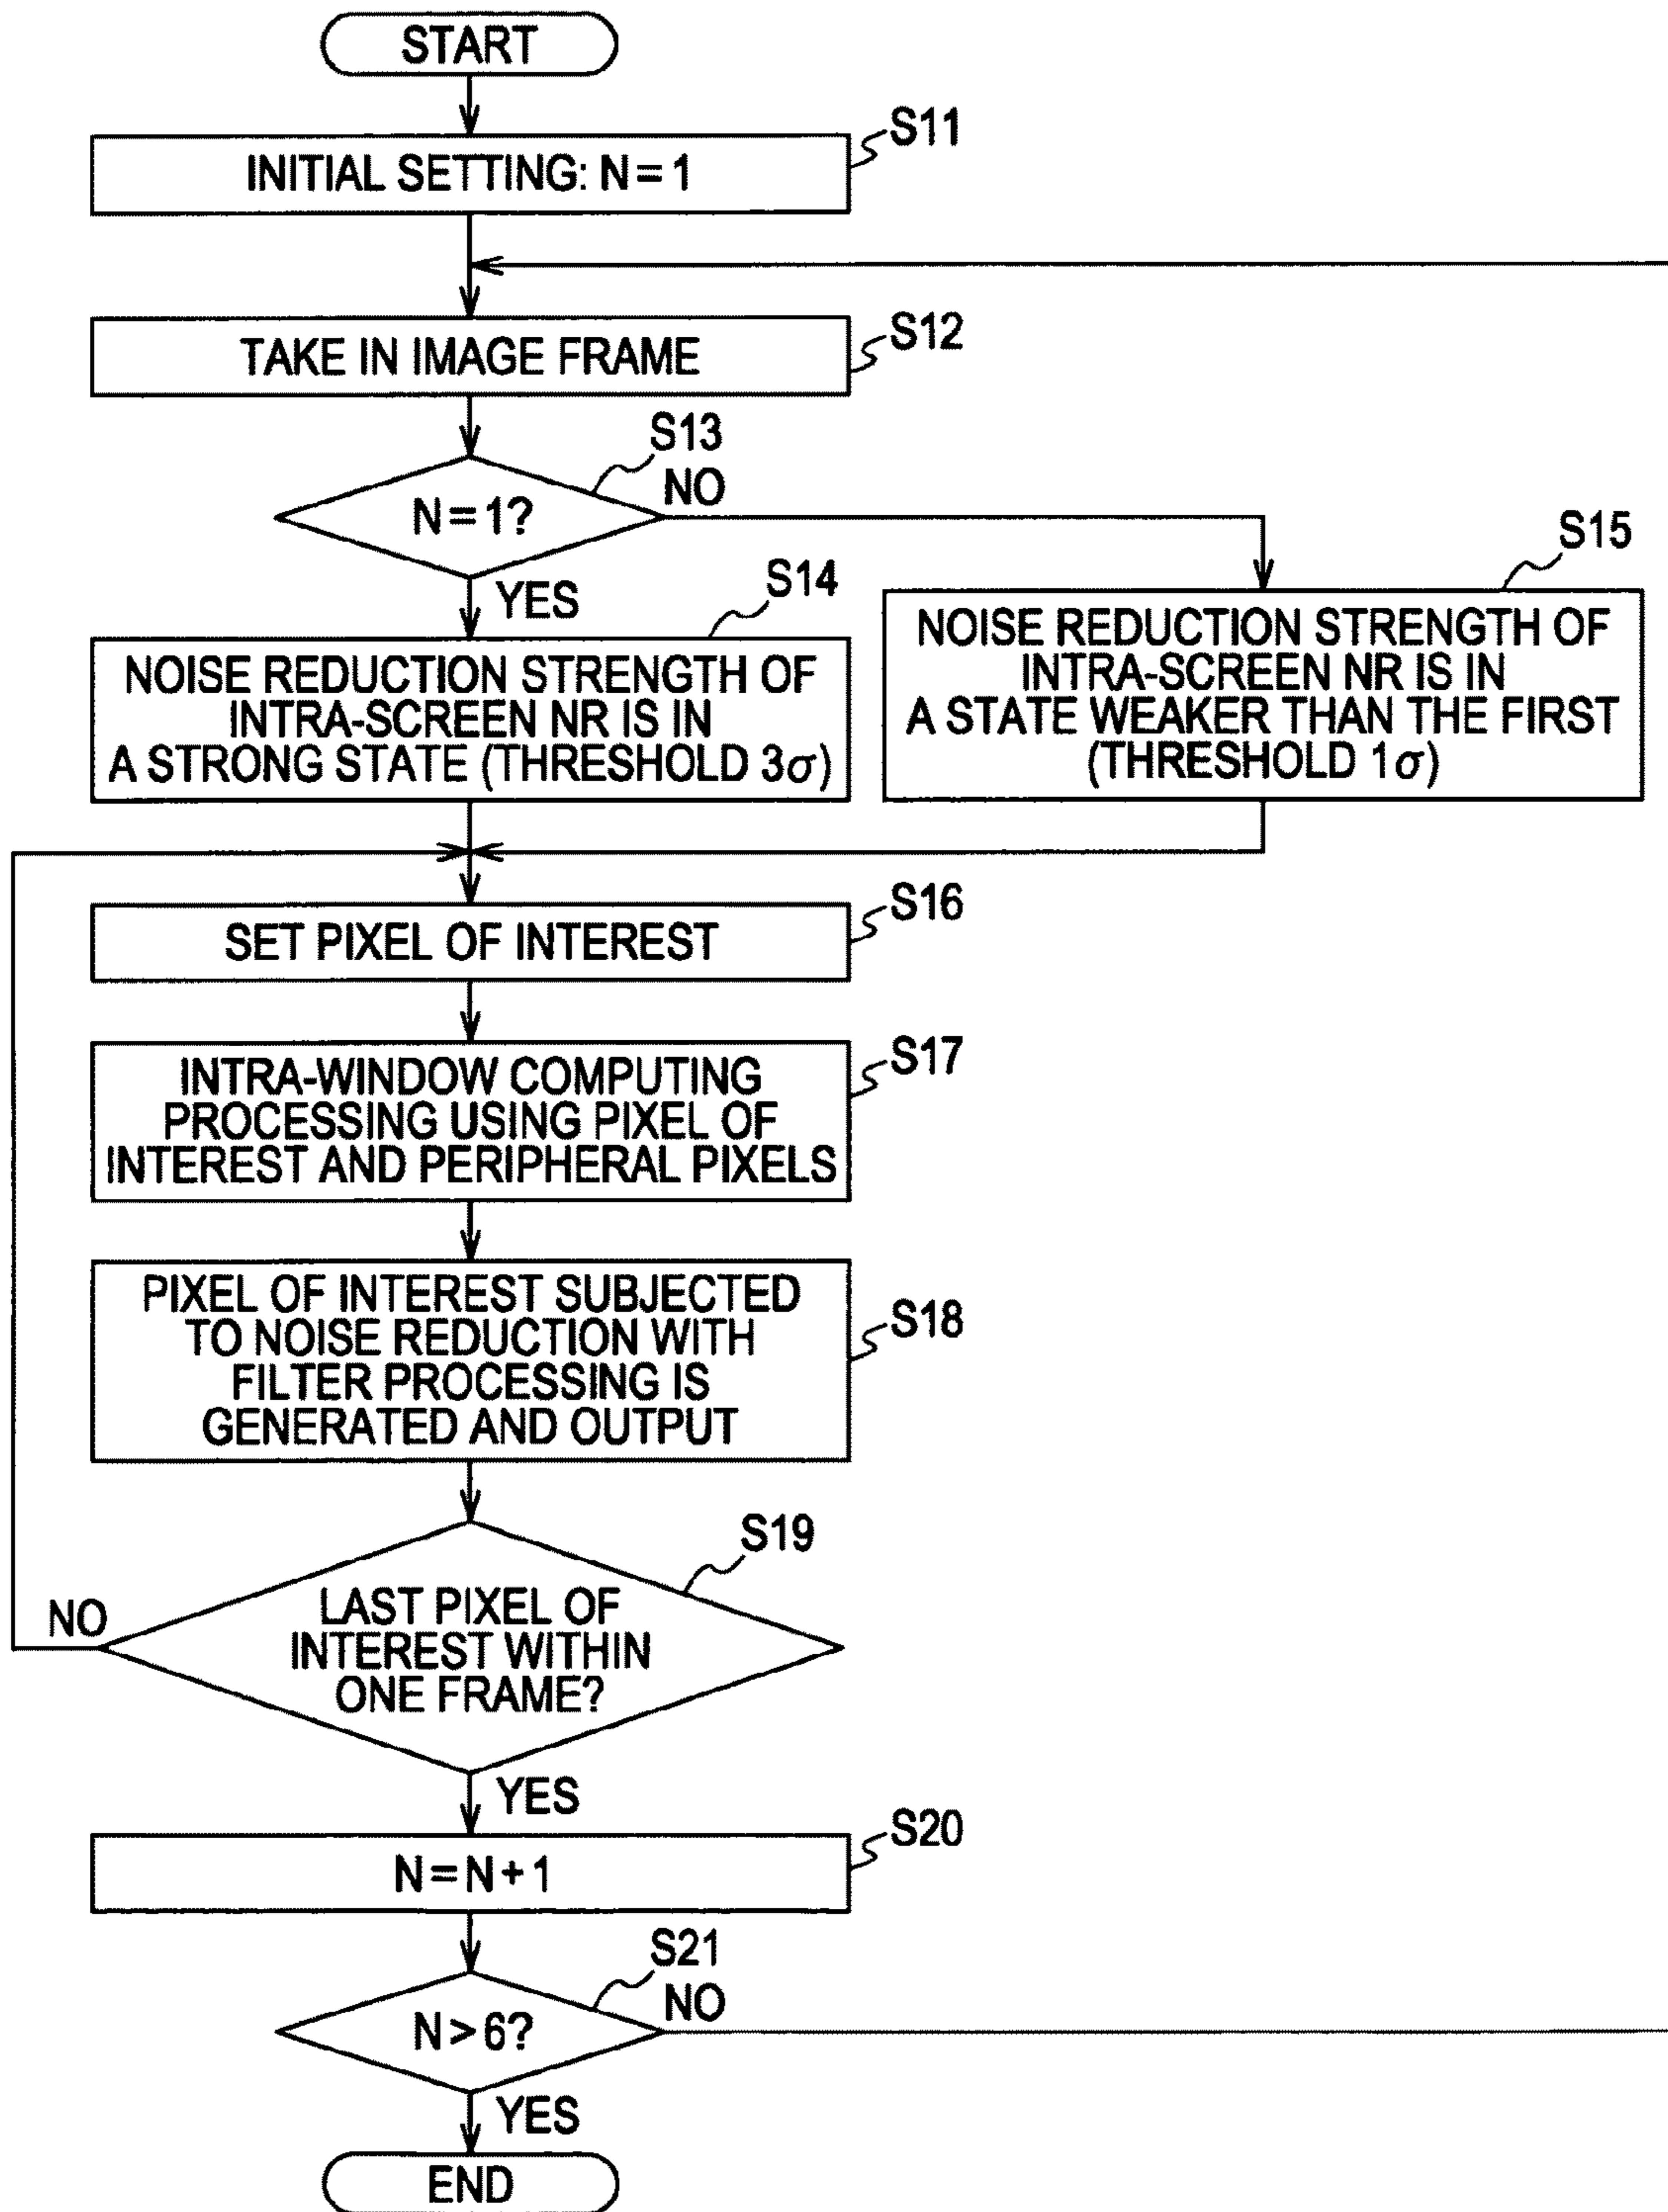 START
S11
INITIAL SETTING: N = 1
S12
TAKE IN IMAGE FRAME
S13
N = 1?
NO
YES
S14
NOISE REDUCTION STRENGTH OF
INTRA-SCREEN NR IS IN
A STRONG STATE (THRESHOLD 3σ)
S15
NOISE REDUCTION STRENGTH OF
INTRA-SCREEN NR IS IN
A STATE WEAKER THAN THE FIRST
(THRESHOLD 1σ)
S16
SET PIXEL OF INTEREST
S17
INTRA-WINDOW COMPUTING
PROCESSING USING PIXEL OF
INTEREST AND PERIPHERAL PIXELS
S18
PIXEL OF INTEREST SUBJECTED
TO NOISE REDUCTION WITH
FILTER PROCESSING IS
GENERATED AND OUTPUT
S19
NO
LAST PIXEL OF
INTEREST WITHIN
ONE FRAME?
YES
S20
N = N + 1
S21
N > 6?
NO
YES
END